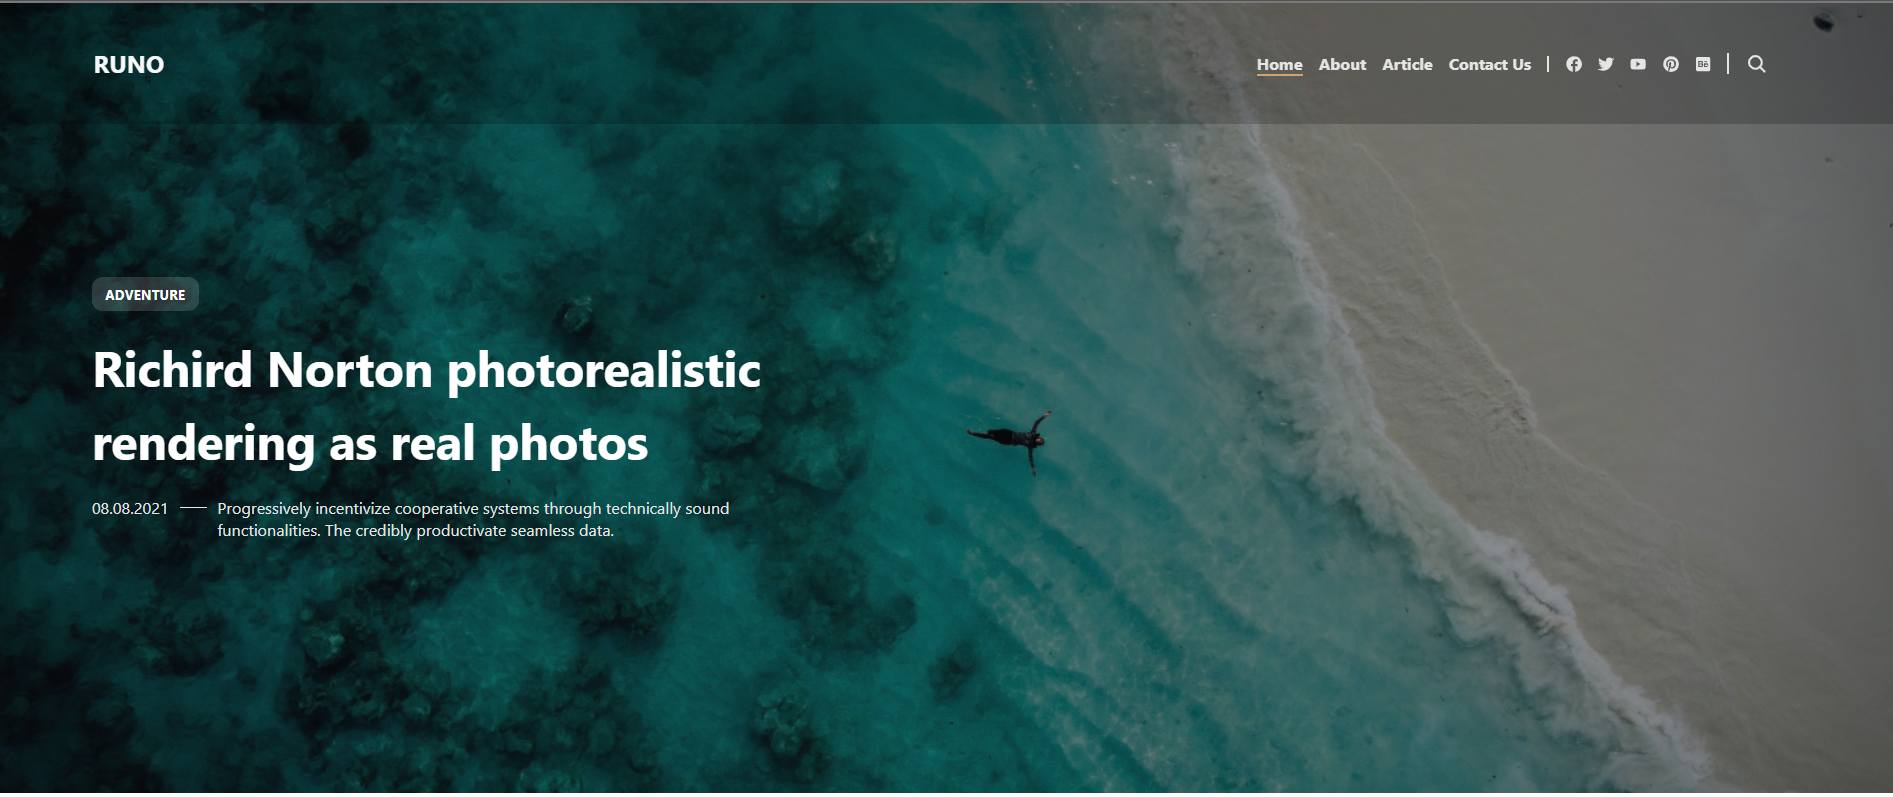 RUNO
Home About Article Contact Us
ADVENTURE
Richird Norton photorealistic
rendering as real photos
08.08.2021 Progressively incentivize cooperative systems through technically sound
functionalities. The credibly productivate seamless data.